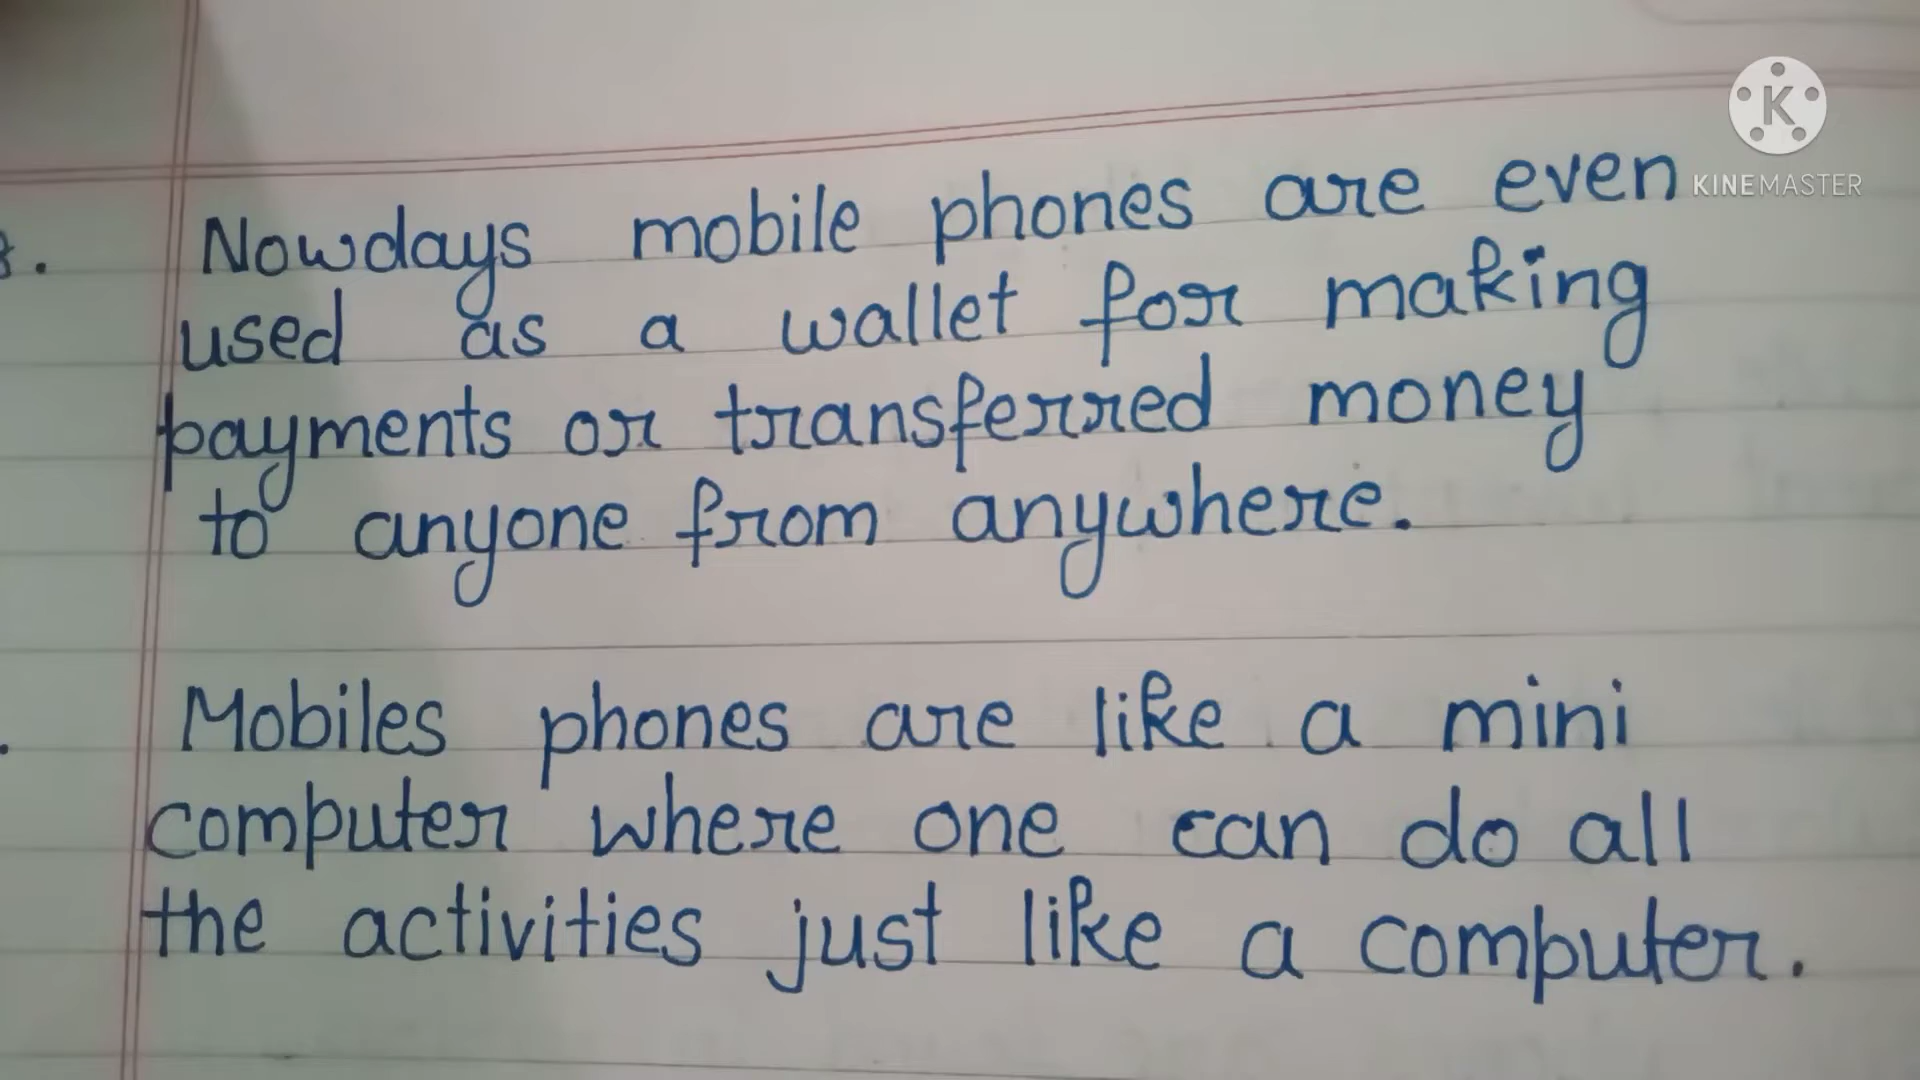 Nowdays mobile phones are even
used as a wallet for making
payments or transferred money
to anyone from anywhere.
Mobiles phones are like a mini
computer where one can do all
the activities just like a computer.
K
KINEMASTER